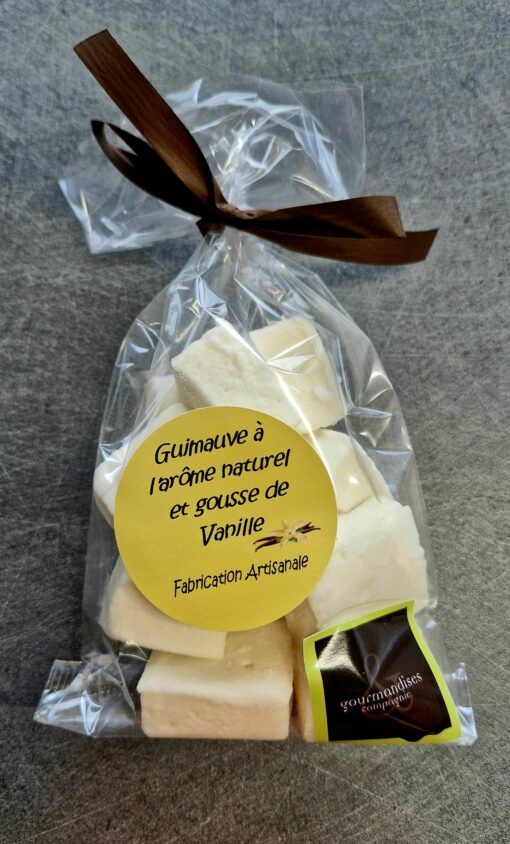 Guimauve à
l'arôme naturel
et gousse de
Vanille
Fabrication Artisanale
&
gourmandises
compagnie